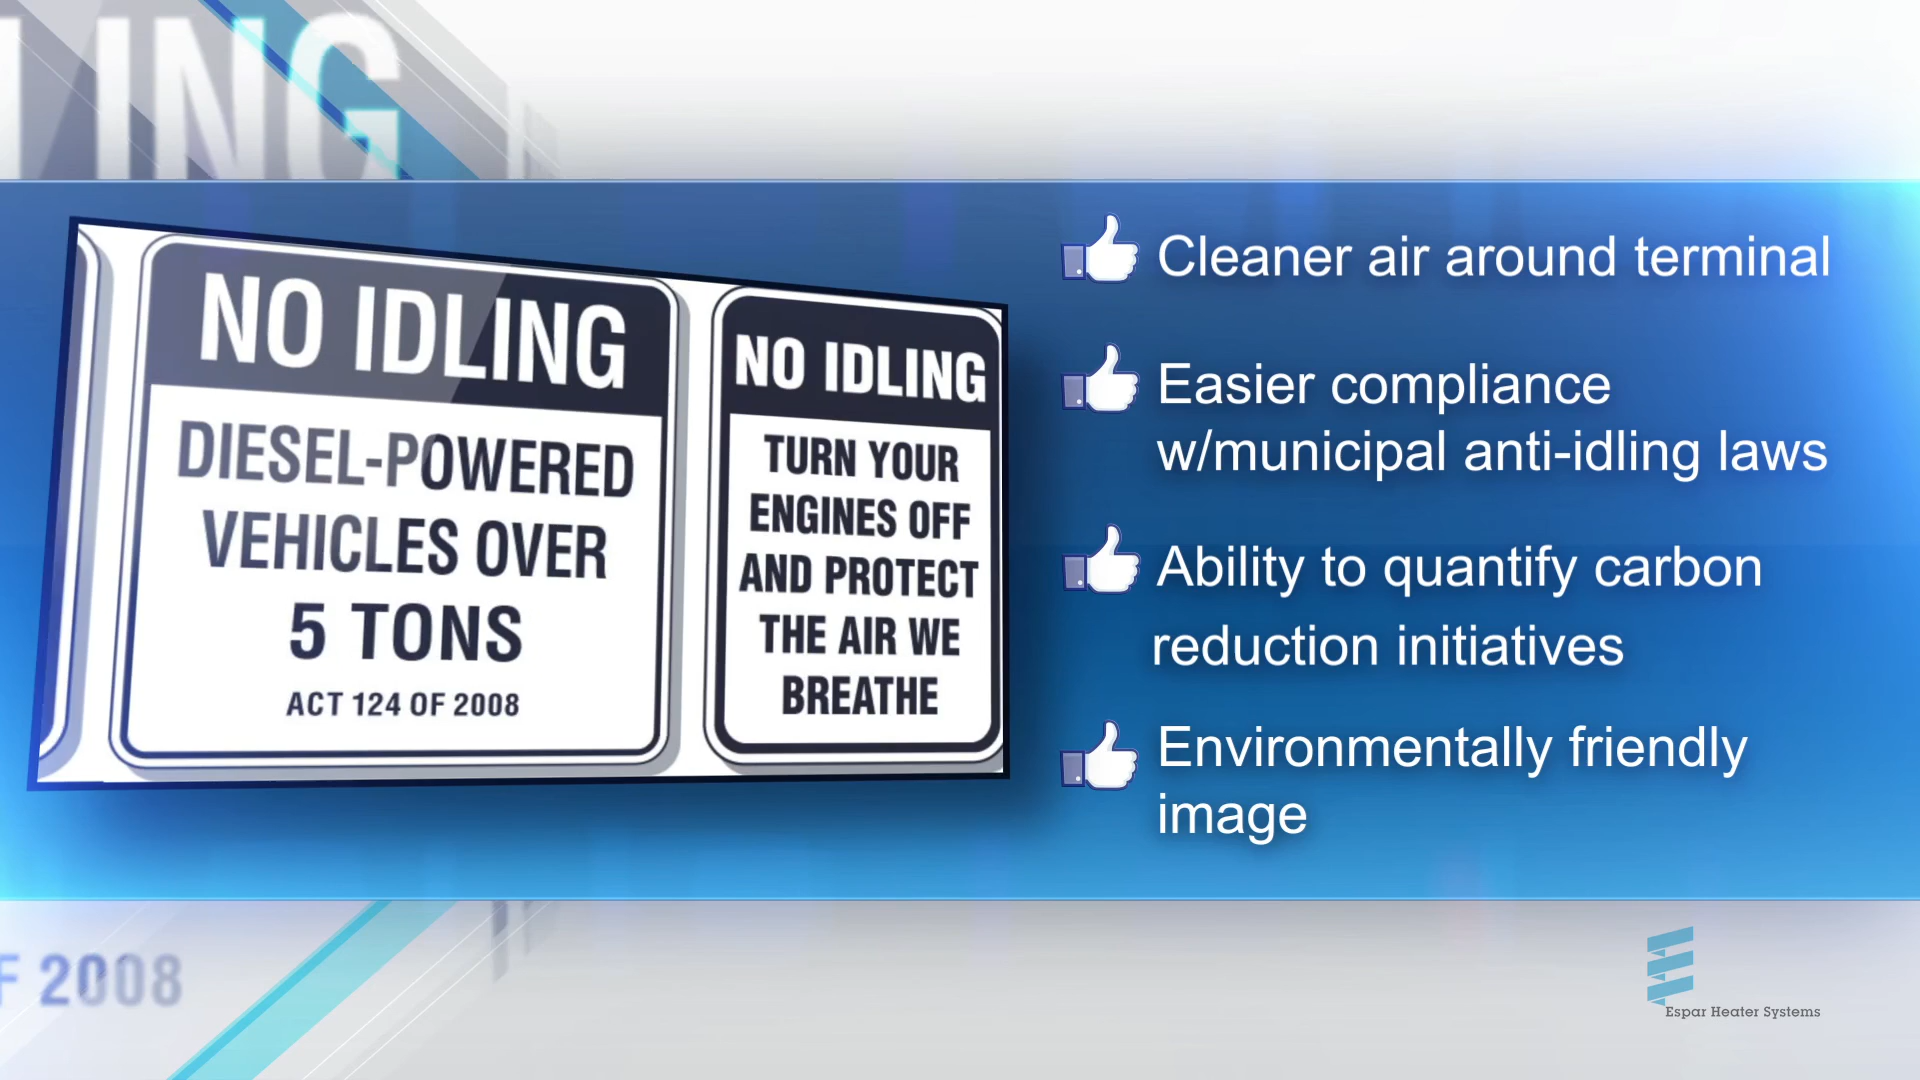 LING
NO IDLING
DIESEL-POWERED
VEHICLES OVER
5 TONS
ACT 124 OF 2008
NO IDLING
TURN YOUR
ENGINES OFF
AND PROTECT
THE AIR WE
BREATHE
Cleaner air around terminal
Easier compliance
w/municipal anti-idling laws
Ability to quantify carbon
reduction initiatives
Environmentally friendly
image
F 2008
Espar Heater Systems